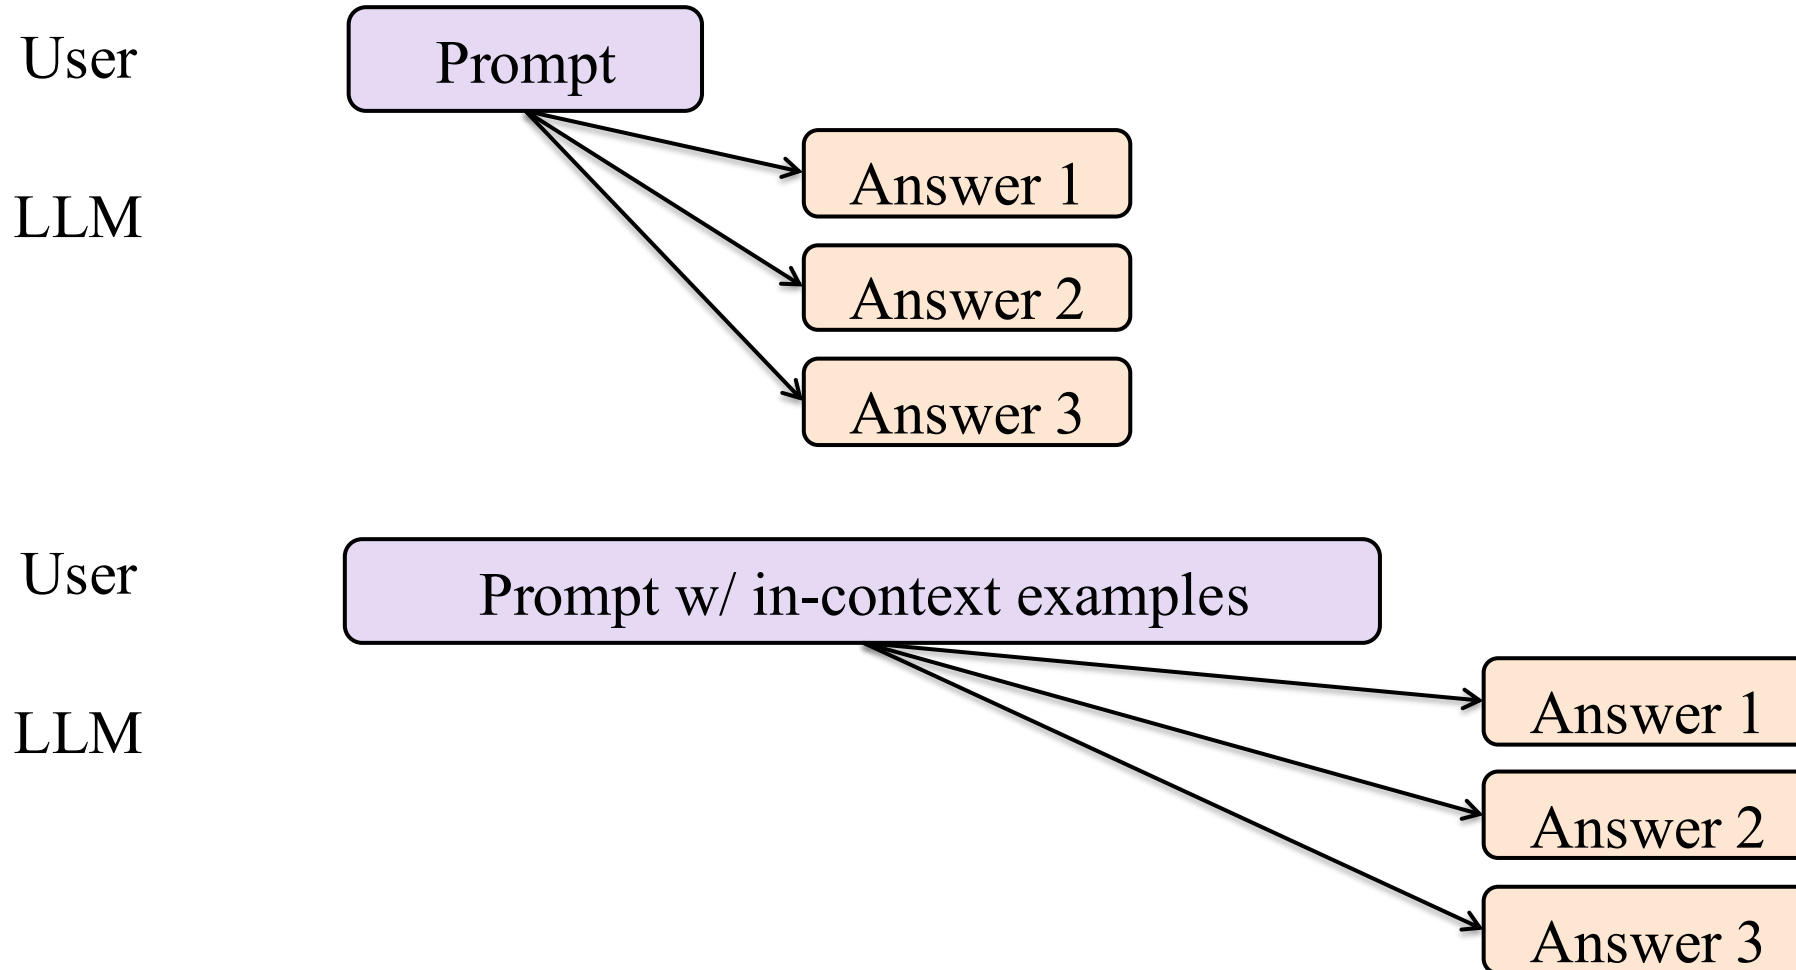 User
Prompt
Answer 1
LLM
Answer 2
Answer 3
User
Prompt w/ in-context examples
Answer 1
LLM
Answer 2
Answer 3